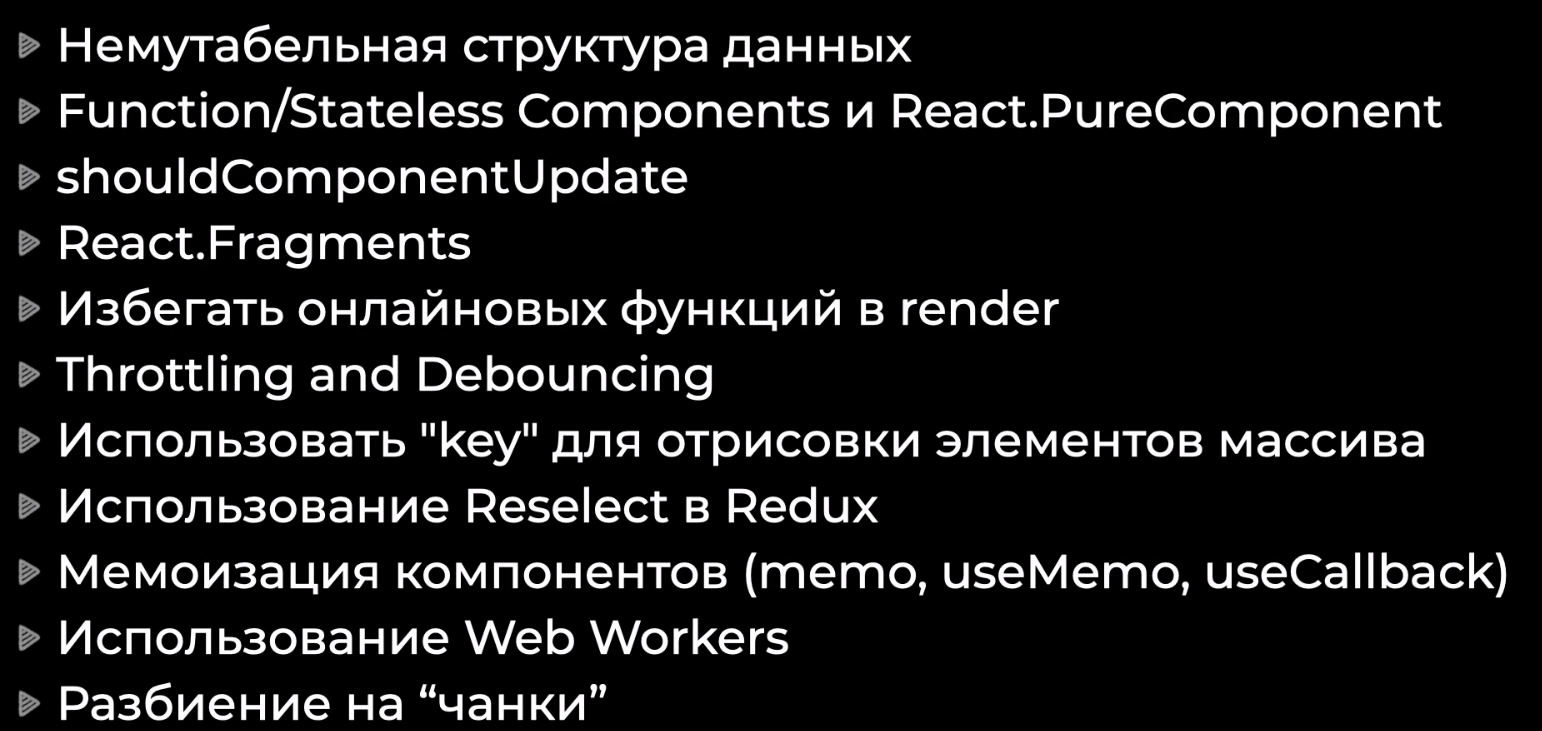 Немутабельная структура данных
Function/Stateless Components и React.PureComponent
shouldComponentUpdate
React.Fragments
Избегать онлайновых функций в render
Throttling and Debouncing
Использовать "key" для отрисовки элементов массива
Использование Reselect в Redux
Мемоизация компонентов (memo, useMemo, useCallback)
Использование Web Workers
Разбиение на “чанки”